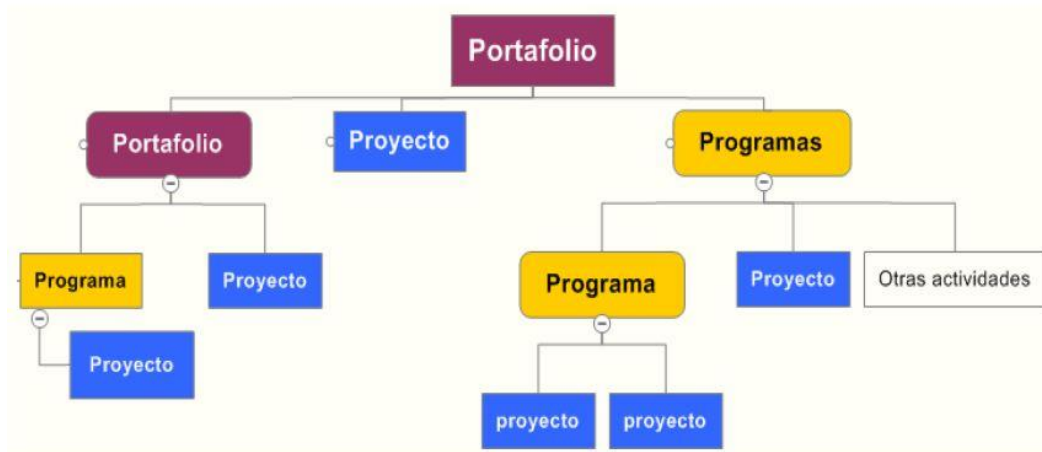 Portafolio
Portafolio
Proyecto
Programas
Programa
Proyecto
Programa
Proyecto
Otras actividades
Proyecto
proyecto
proyecto